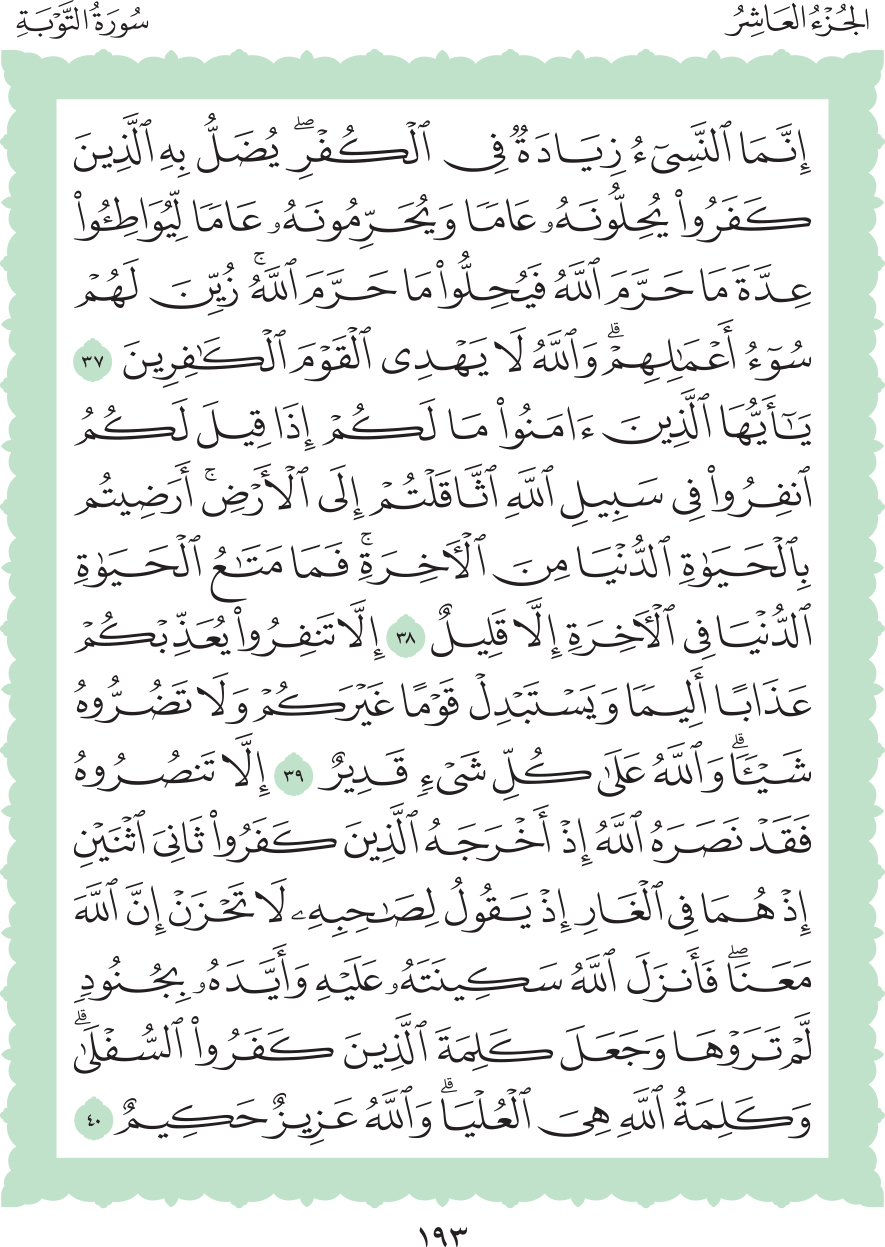 الجُزْءُ العَاشِرُ
سُورَةُ التَّوْبَةِ
إِنَّمَا ٱلنَّسِىٓءُ زِيَادَةٌۭ فِى ٱلْكُفْرِ ۖ يُضَلُّ بِهِ ٱلَّذِينَ
كَفَرُوا۟ يُحِلُّونَهُۥ عَامًۭا وَيُحَرِّمُونَهُۥ عَامًۭا لِّيُوَاطِـُٔوا۟
عِدَّةَ مَا حَرَّمَ ٱللَّهُ فَيُحِلُّوا۟ مَا حَرَّمَ ٱللَّهُ ۚ زُيِّنَ لَهُمْ
سُوٓءُ أَعْمَـٰلِهِمْ ۗ وَٱللَّهُ لَا يَهْدِى ٱلْقَوْمَ ٱلْكَـٰفِرِينَ ٣٧
يَـٰٓأَيُّهَا ٱلَّذِينَ ءَامَنُوا۟ مَا لَكُمْ إِذَا قِيلَ لَكُمُ
ٱنفِرُوا۟ فِى سَبِيلِ ٱللَّهِ ٱثَّاقَلْتُمْ إِلَى ٱلْأَرْضِ ۚ أَرَضِيتُم
بِٱلْحَيَوٰةِ ٱلدُّنْيَا مِنَ ٱلْـَٔاخِرَةِ ۚ فَمَا مَتَـٰعُ ٱلْحَيَوٰةِ
ٱلدُّنْيَا فِى ٱلْـَٔاخِرَةِ إِلَّا قَلِيلٌ ٣٨ إِلَّا تَنفِرُوا۟ يُعَذِّبْكُمْ
عَذَابًا أَلِيمًۭا وَيَسْتَبْدِلْ قَوْمًا غَيْرَكُمْ وَلَا تَضُرُّوهُ
شَيْـًۭٔا ۗ وَٱللَّهُ عَلَىٰ كُلِّ شَىْءٍۢ قَدِيرٌ ٣٩ إِلَّا تَنصُرُوهُ
فَقَدْ نَصَرَهُ ٱللَّهُ إِذْ أَخْرَجَهُ ٱلَّذِينَ كَفَرُوا۟ ثَانِىَ ٱثْنَيْنِ
إِذْ هُمَا فِى ٱلْغَارِ إِذْ يَقُولُ لِصَـٰحِبِهِۦ لَا تَحْزَنْ إِنَّ ٱللَّهَ
مَعَنَا ۖ فَأَنزَلَ ٱللَّهُ سَكِينَتَهُۥ عَلَيْهِ وَأَيَّدَهُۥ بِجُنُودٍۢ
لَّمْ تَرَوْهَا وَجَعَلَ كَلِمَةَ ٱلَّذِينَ كَفَرُوا۟ ٱلسُّفْلَىٰ ۗ
وَكَلِمَةُ ٱللَّهِ هِىَ ٱلْعُلْيَا ۗ وَٱللَّهُ عَزِيزٌ حَكِيمٌ ٤٠
١٩٣